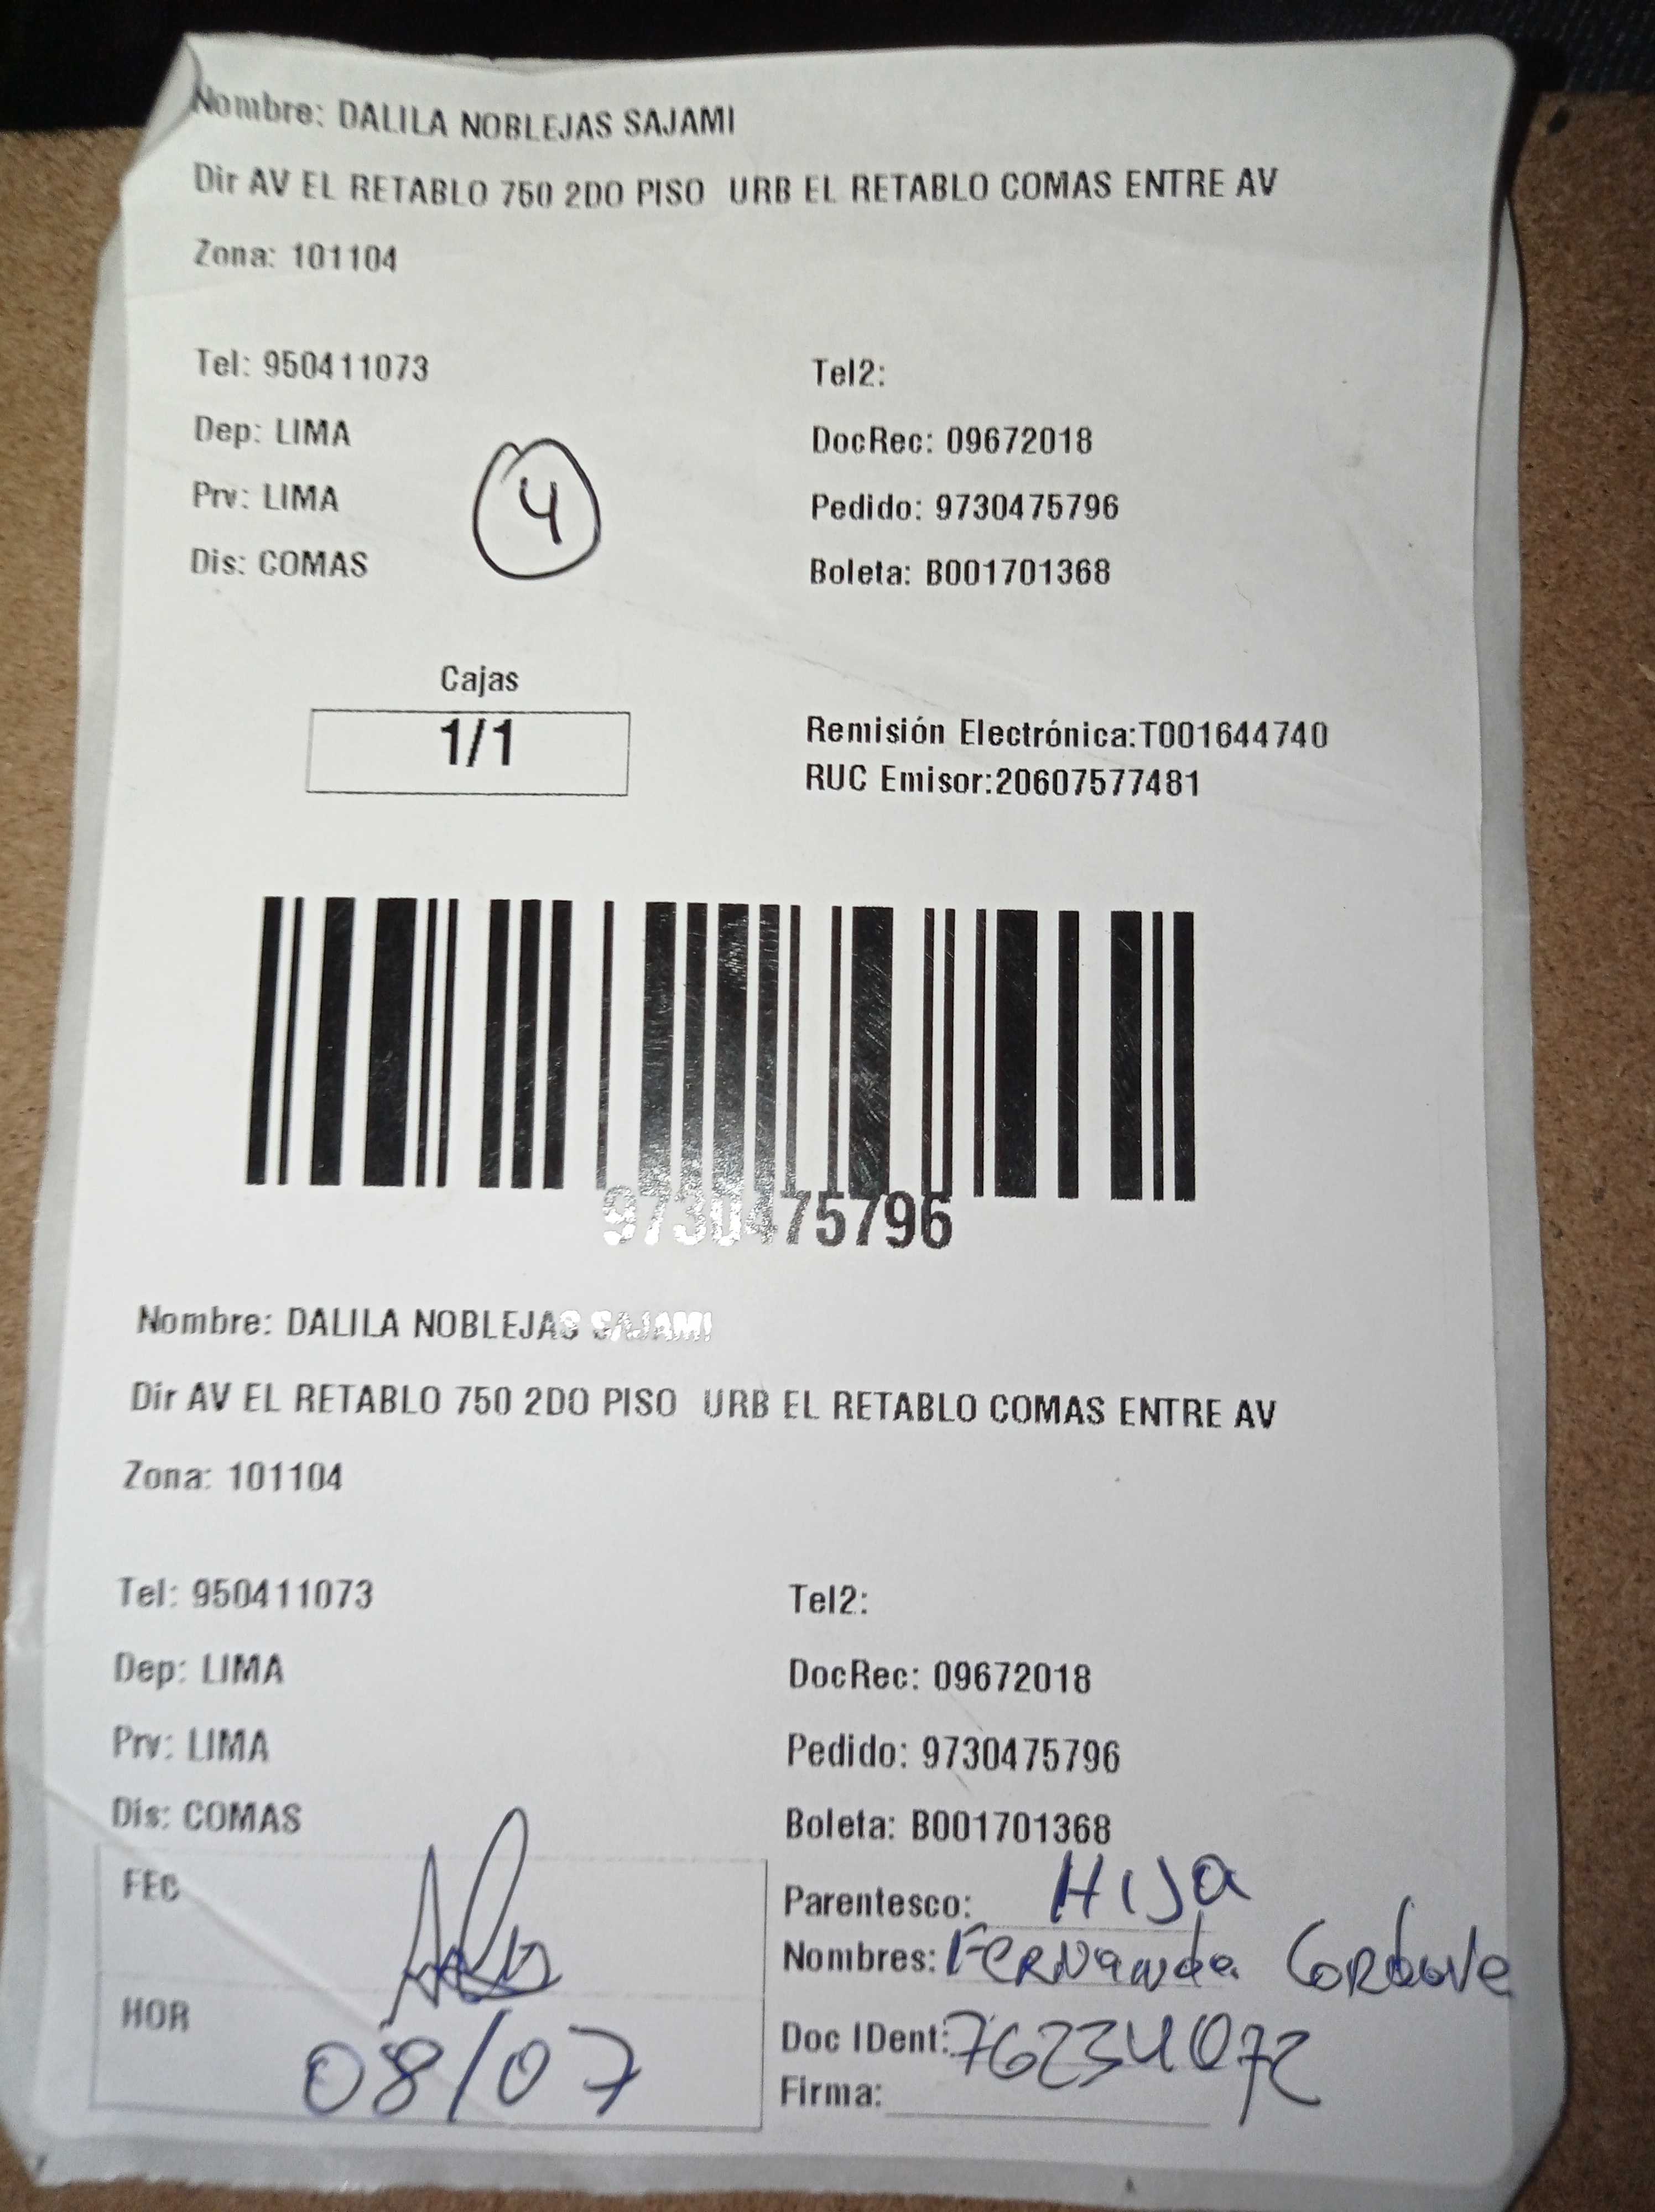 Nombre: DALILA NOBLEJAS SAJAMI
Dir AV EL RETABLO 750 2DO PISO URB EL RETABLO COMAS ENTRE AV
Zona: 101104
Tel: 950411073 Tel2:
Dep: LIMA DocRec: 09672018
Prv: LIMA Pedido: 9730475796
4
Dis: COMAS Boleta: B001701368
Cajas
1/1
Remisión Electrónica:T001644740
RUC Emisor:20607577481
9730475796
Nombre: DALILA NOBLEJAS SAJAMI
Dir AV EL RETABLO 750 2DO PISO URB EL RETABLO COMAS ENTRE AV
Zona: 101104
Tel: 950411073 Tel2:
Dep: LIMA DocRec: 09672018
Prv: LIMA Pedido: 9730475796
Dis: COMAS Boleta: B001701368
FEC
HOR
08/07
Parentesco: HIJA
Nombres: FERNANDA CORDOVA
Doc IDent: 76234072
Firma: